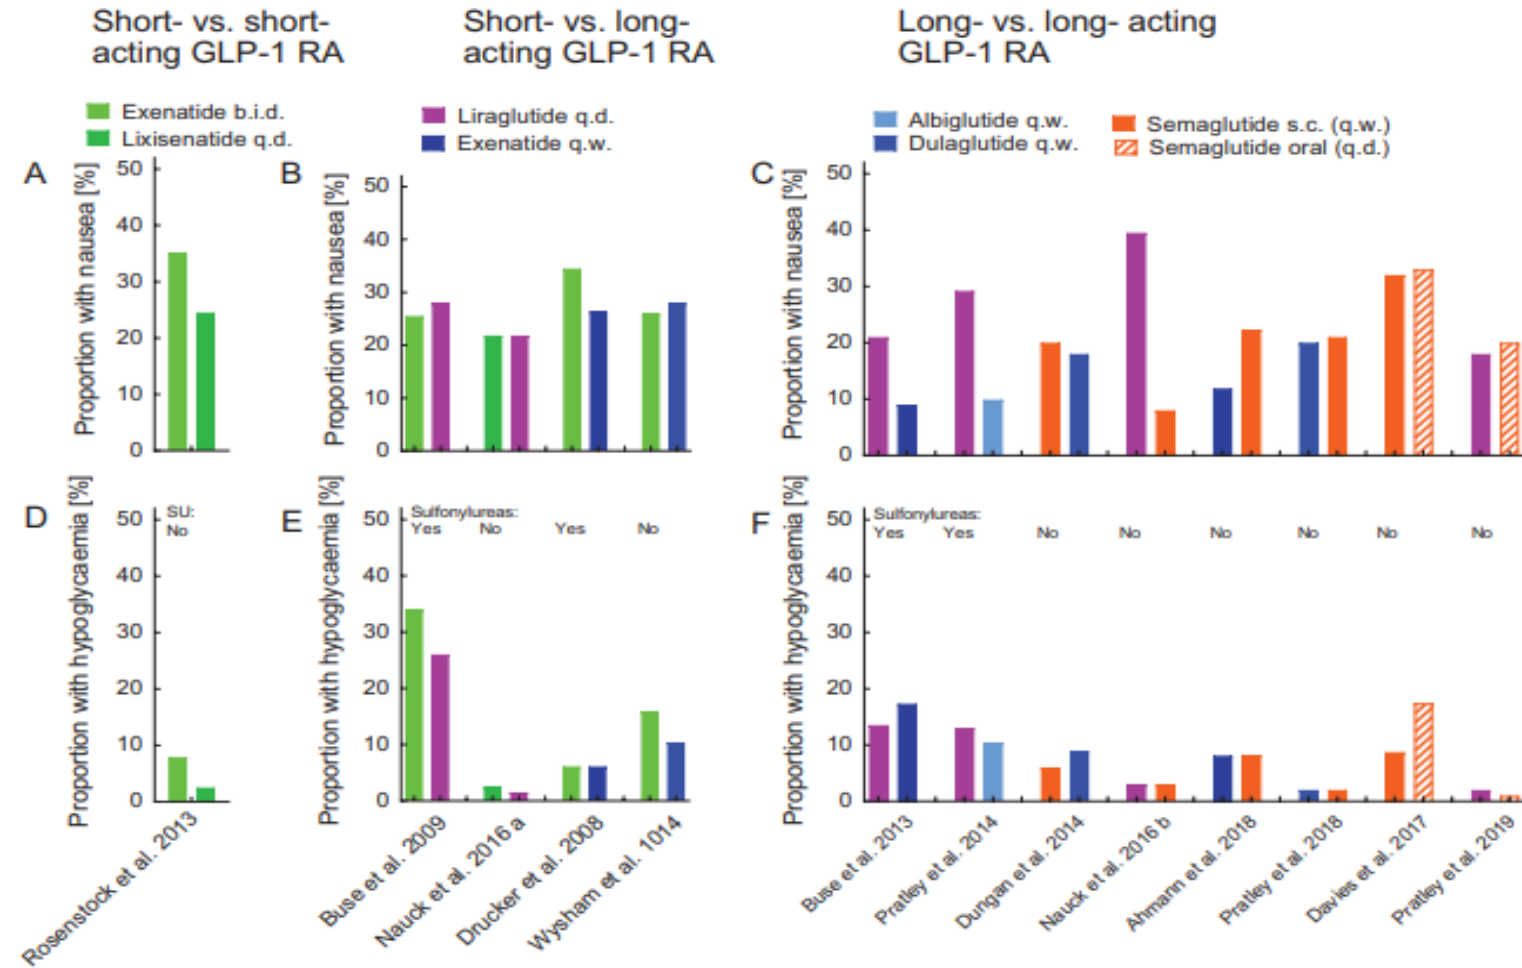 Short- vs. short-
acting GLP-1 RA
Short- vs. long-
acting GLP-1 RA
Long- vs. long- acting
GLP-1 RA
Exenatide b.i.d.
Lixisenatide q.d.
Liraglutide q.d.
Exenatide q.w.
Albiglutide q.w.
Dulaglutide q.w.
Semaglutide s.c. (q.w.)
Semaglutide oral (q.d.)
A
Proportion with nausea [%]
50
40
30
20
10
0
B
Proportion with nausea [%]
50
40
30
20
10
0
C
Proportion with nausea [%]
50
40
30
20
10
0
D
Proportion with hypoglycaemia [%]
50
40
30
20
10
0
SU:
No
Rosenstock et al. 2013
E
Proportion with hypoglycaemia [%]
50
40
30
20
10
0
Sulfonylureas:
Yes No Yes No
Buse et al. 2009
Nauck et al. 2016 a
Drucker et al. 2008
Wysham et al. 1014
F
Proportion with hypoglycaemia [%]
50
40
30
20
10
0
Sulfonylureas:
Yes Yes No No No No No No
Buse et al. 2013
Pratley et al. 2014
Dungan et al. 2014
Nauck et al. 2016 b
Ahmann et al. 2018
Pratley et al. 2018
Davies et al. 2017
Pratley et al. 2019